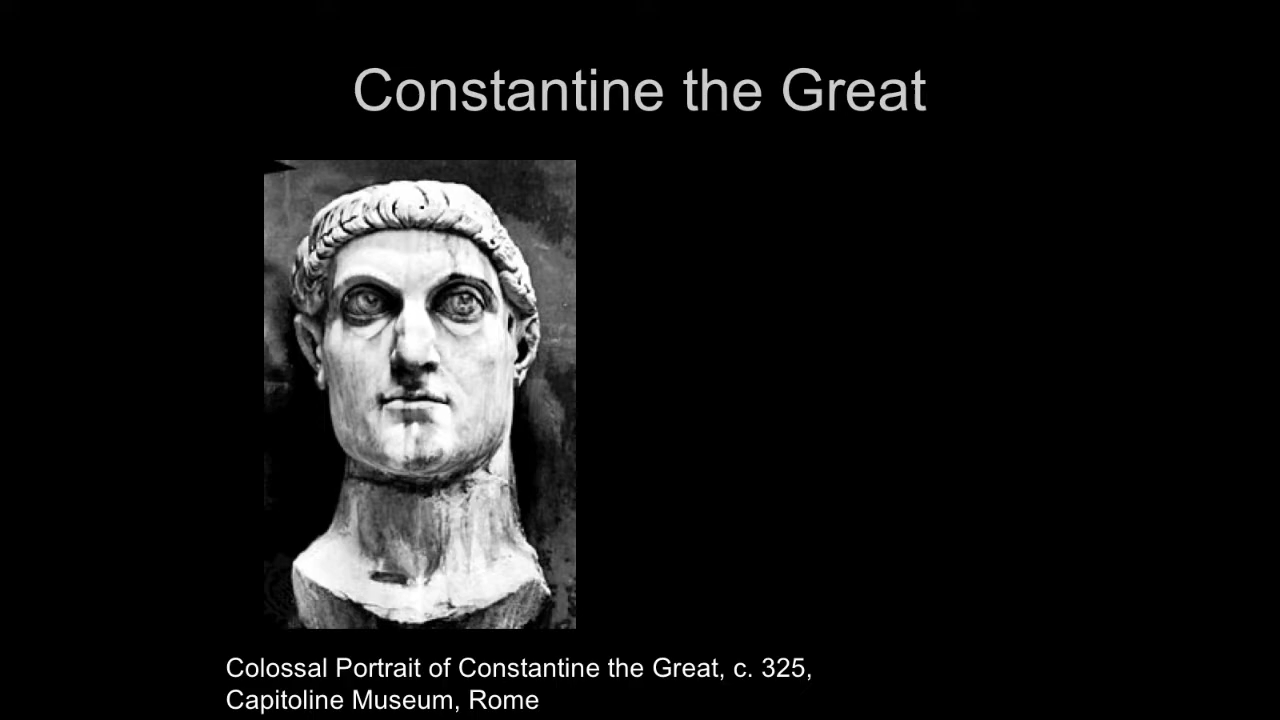 Constantine the Great
Colossal Portrait of Constantine the Great, c. 325,
Capitoline Museum, Rome